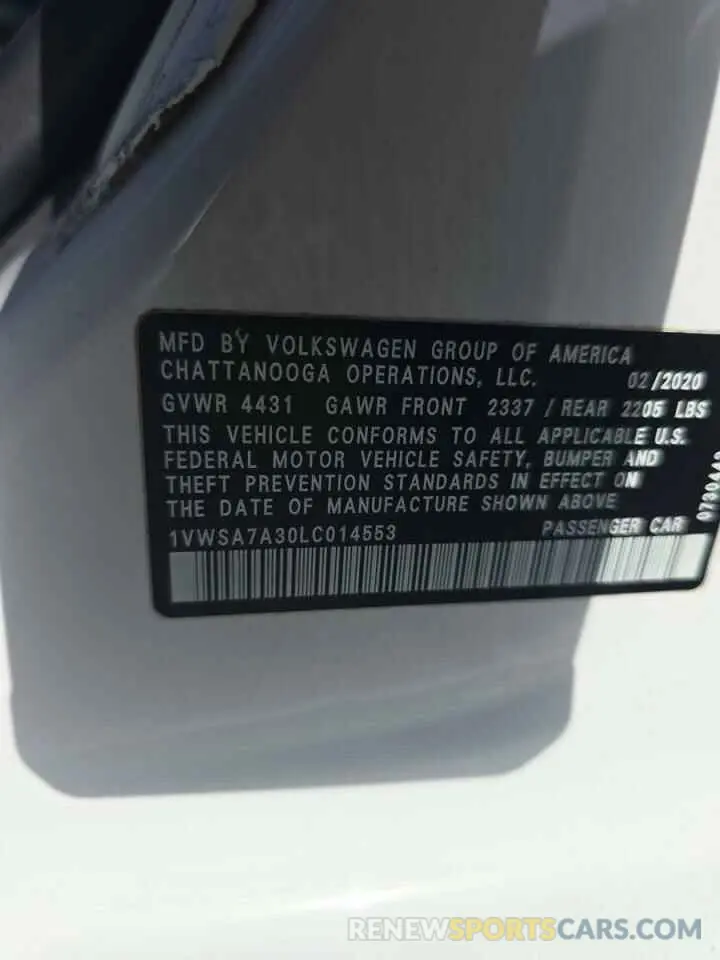 MFD BY VOLKSWAGEN GROUP OF AMERICA
CHATTANOOGA OPERATIONS, LLC. 02/2020
GVWR 4431 GAWR FRONT 2337 / REAR 2205 LBS
THIS VEHICLE CONFORMS TO ALL APPLICABLE U.S.
FEDERAL MOTOR VEHICLE SAFETY, BUMPER AND
THEFT PREVENTION STANDARDS IN EFFECT ON
THE DATE OF MANUFACTURE SHOWN ABOVE
1VWSA7A30LC014553 PASSENGER CAR
RENEWSPORTSCARS.COM